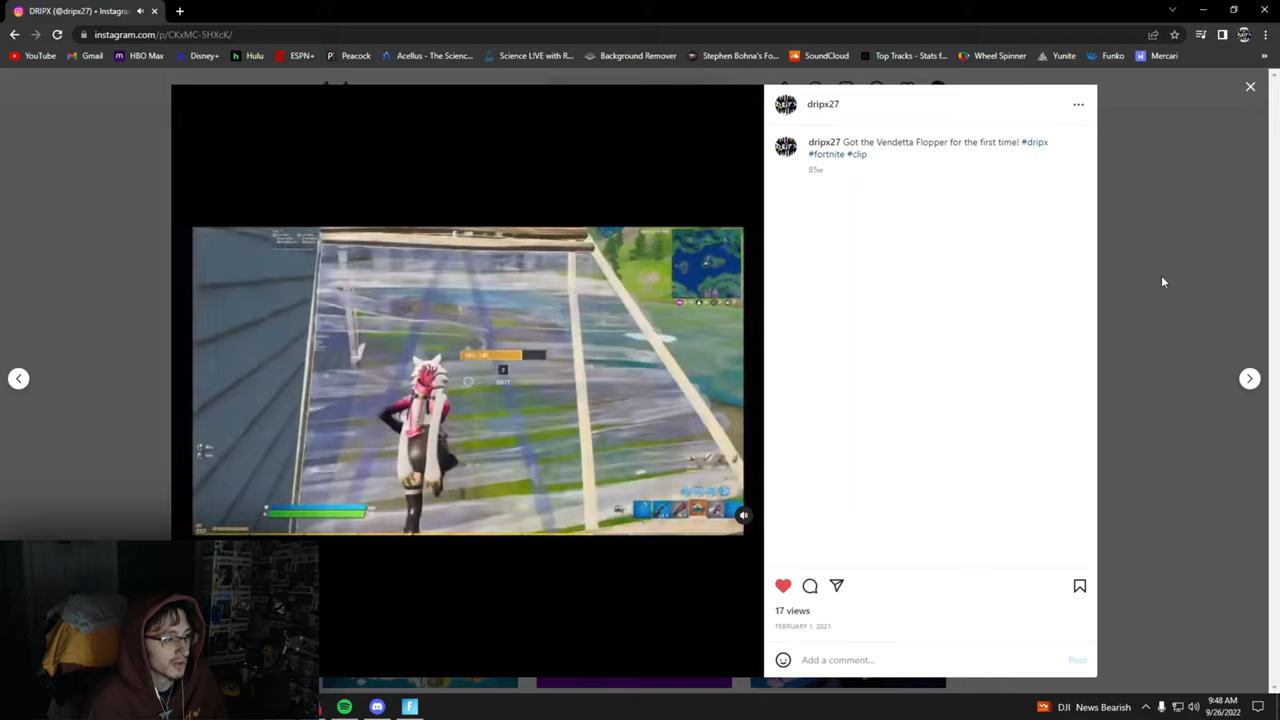 DRIPX (@dripx27) • Instagram
instagram.com/p/CKxMC-5HXcK/
YouTube
Gmail
HBO Max
Disney+
Hulu
ESPN+
Peacock
Acellus - The Scienc...
Science LIVE with R...
Background Remover
Stephen Bohna's Fo...
SoundCloud
Top Tracks - Stats f...
Wheel Spinner
Yunite
Funko
Mercari
dripx27
dripx27 Got the Vendetta Flopper for the first time! #dripx
#fortnite #clip
85w
EDIT
17 views
FEBRUARY 1, 2021
Add a comment...
Post
DJI News Bearish
9:48 AM
9/26/2022